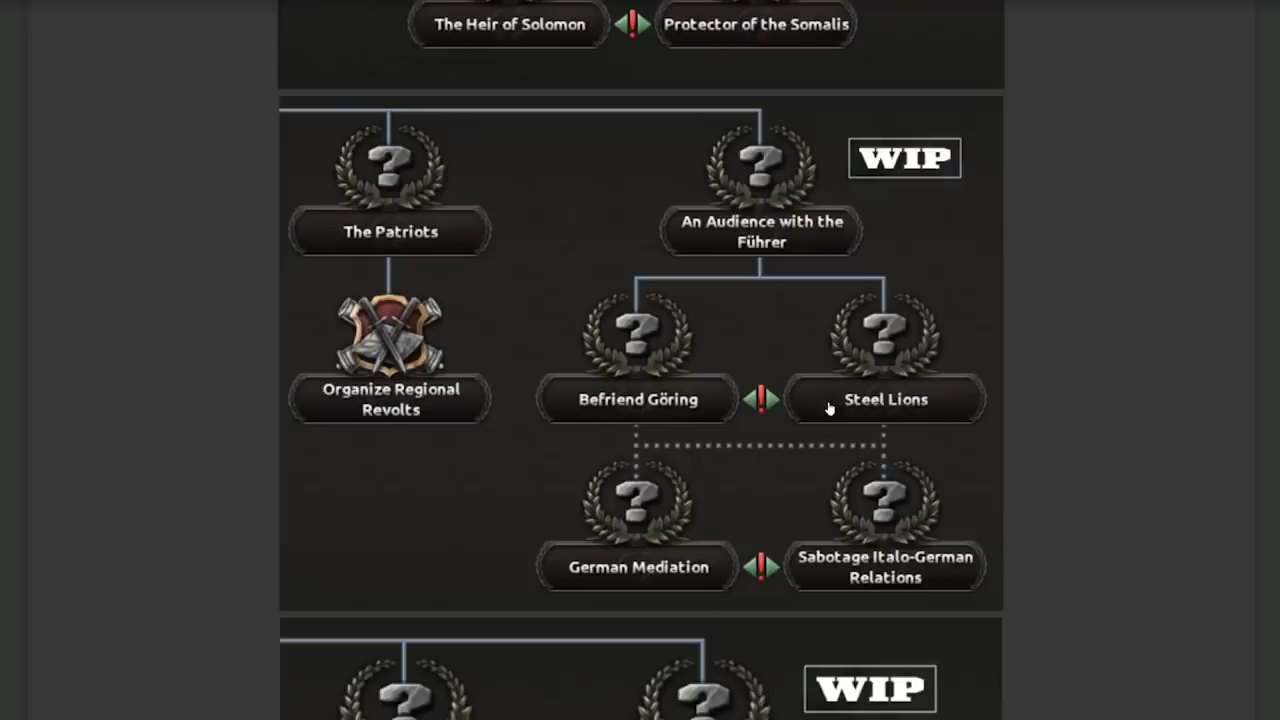 The Heir of Solomon
Protector of the Somalis
WIP
The Patriots
An Audience with the
Führer
Organize Regional
Revolts
Befriend Göring
Steel Lions
German Mediation
Sabotage Italo-German
Relations
WIP